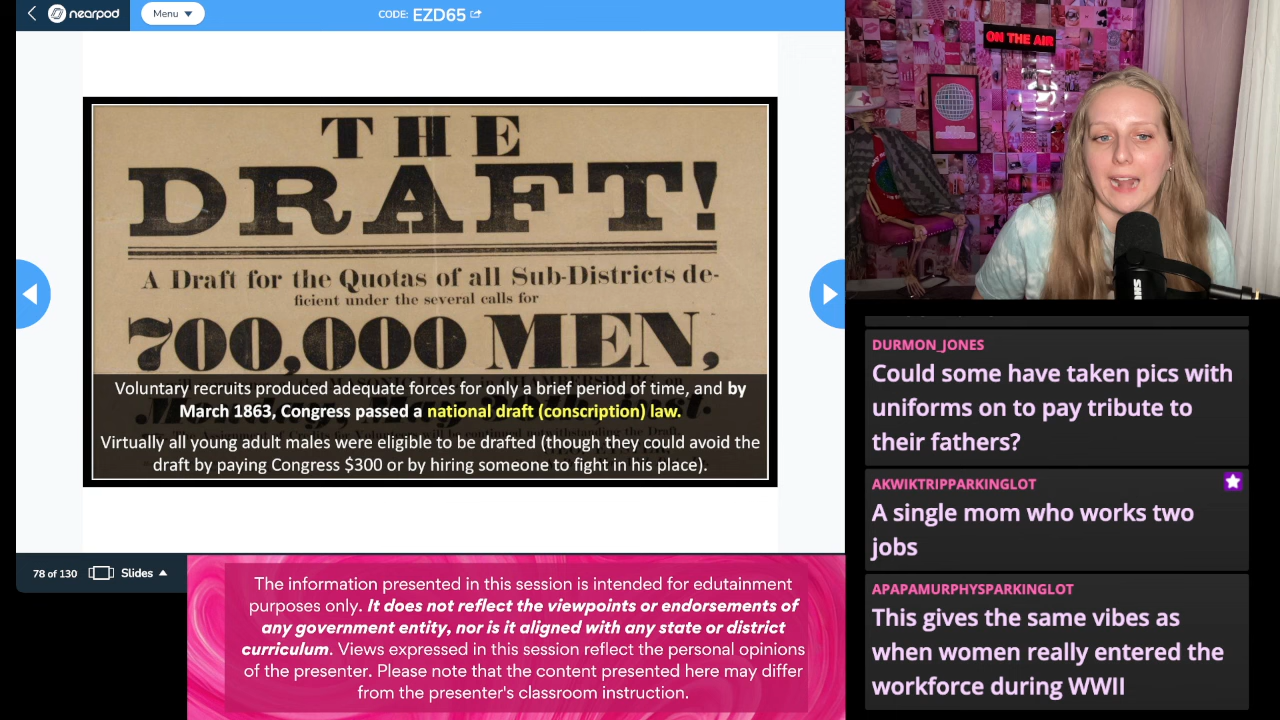 nearpod
Menu
CODE: EZD65
THE
DRAFT!
A Draft for the Quotas of all Sub-Districts de-
ficient under the several calls for
700,000 MEN,
Voluntary recruits produced adequate forces for only a brief period of time, and by
March 1863, Congress passed a national draft (conscription) law.
Virtually all young adult males were eligible to be drafted (though they could avoid the
draft by paying Congress $300 or by hiring someone to fight in his place).
78 of 130
Slides
The information presented in this session is intended for edutainment
purposes only. It does not reflect the viewpoints or endorsements of
any government entity, nor is it aligned with any state or district
curriculum. Views expressed in this session reflect the personal opinions
of the presenter. Please note that the content presented here may differ
from the presenter's classroom instruction.
ON THE AIR
DURMON_JONES
Could some have taken pics with
uniforms on to pay tribute to
their fathers?
AKWIKTRIPPARKINGLOT
A single mom who works two
jobs
APAPAMURPHYSPARKINGLOT
This gives the same vibes as
when women really entered the
workforce during WWII